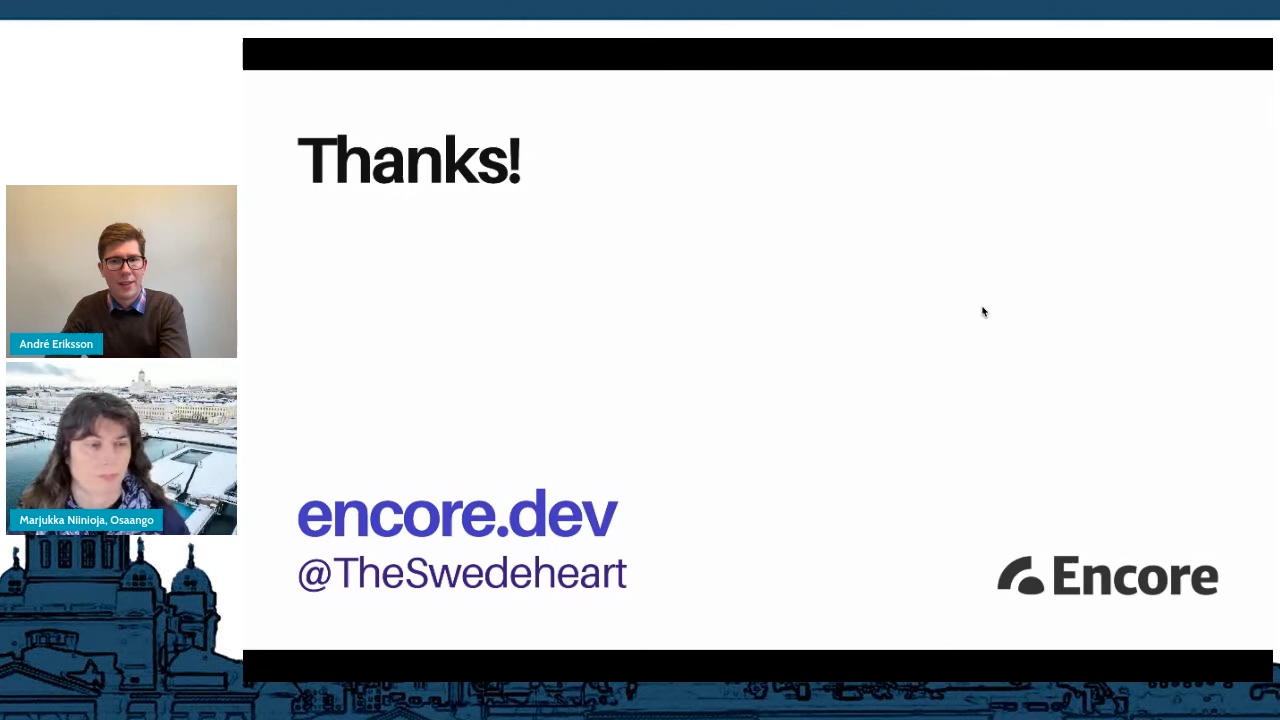 Thanks!
André Eriksson
Marjukka Niinioja, Osaango
encore.dev
@TheSwedeheart
Encore